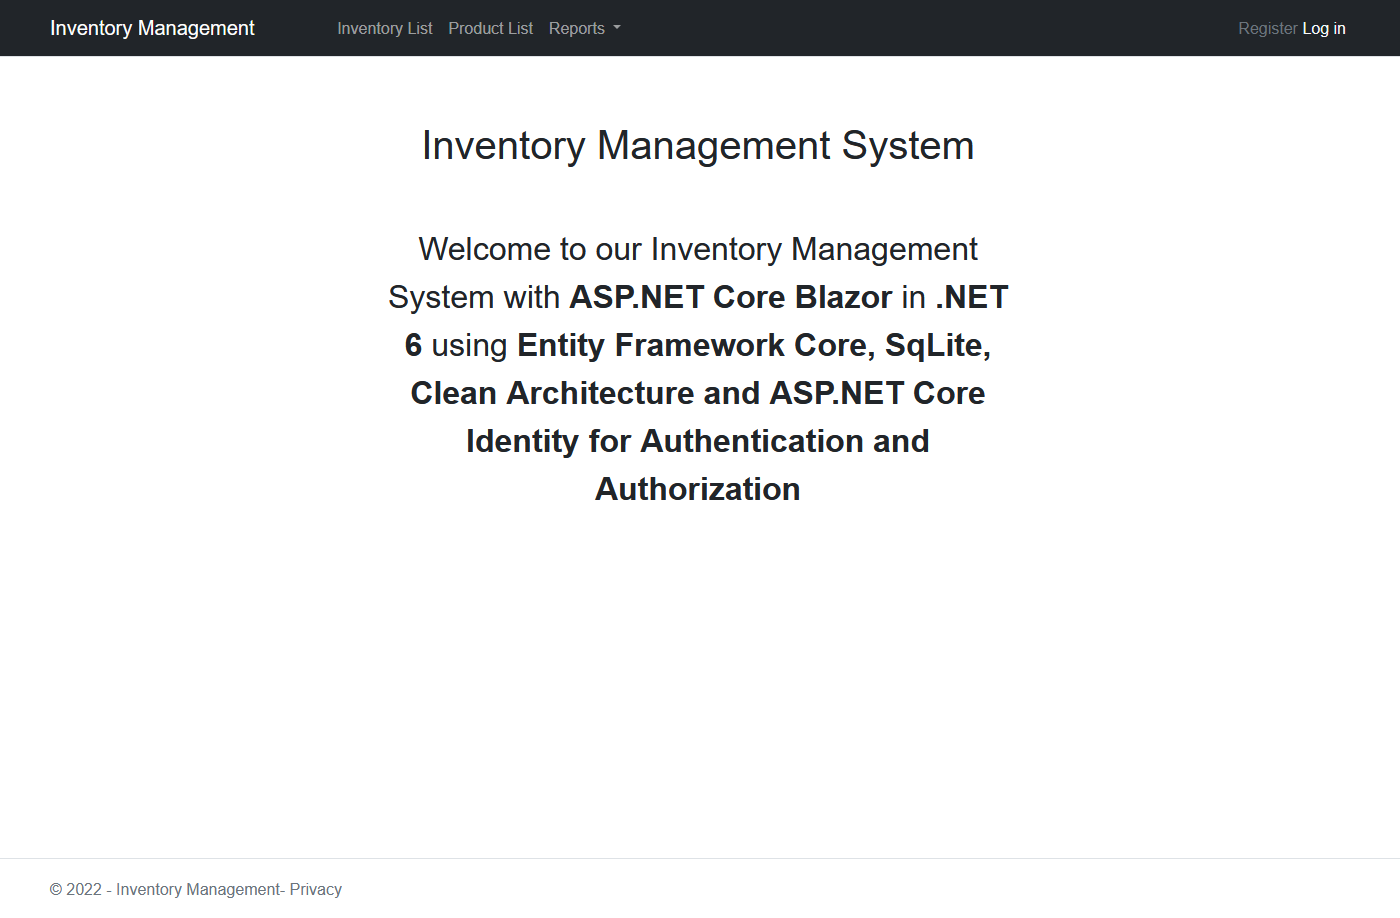 Inventory Management
Inventory List Product List Reports
Register Log in
Inventory Management System
Welcome to our Inventory Management
System with ASP.NET Core Blazor in .NET
6 using Entity Framework Core, SqLite,
Clean Architecture and ASP.NET Core
Identity for Authentication and
Authorization
© 2022 - Inventory Management- Privacy